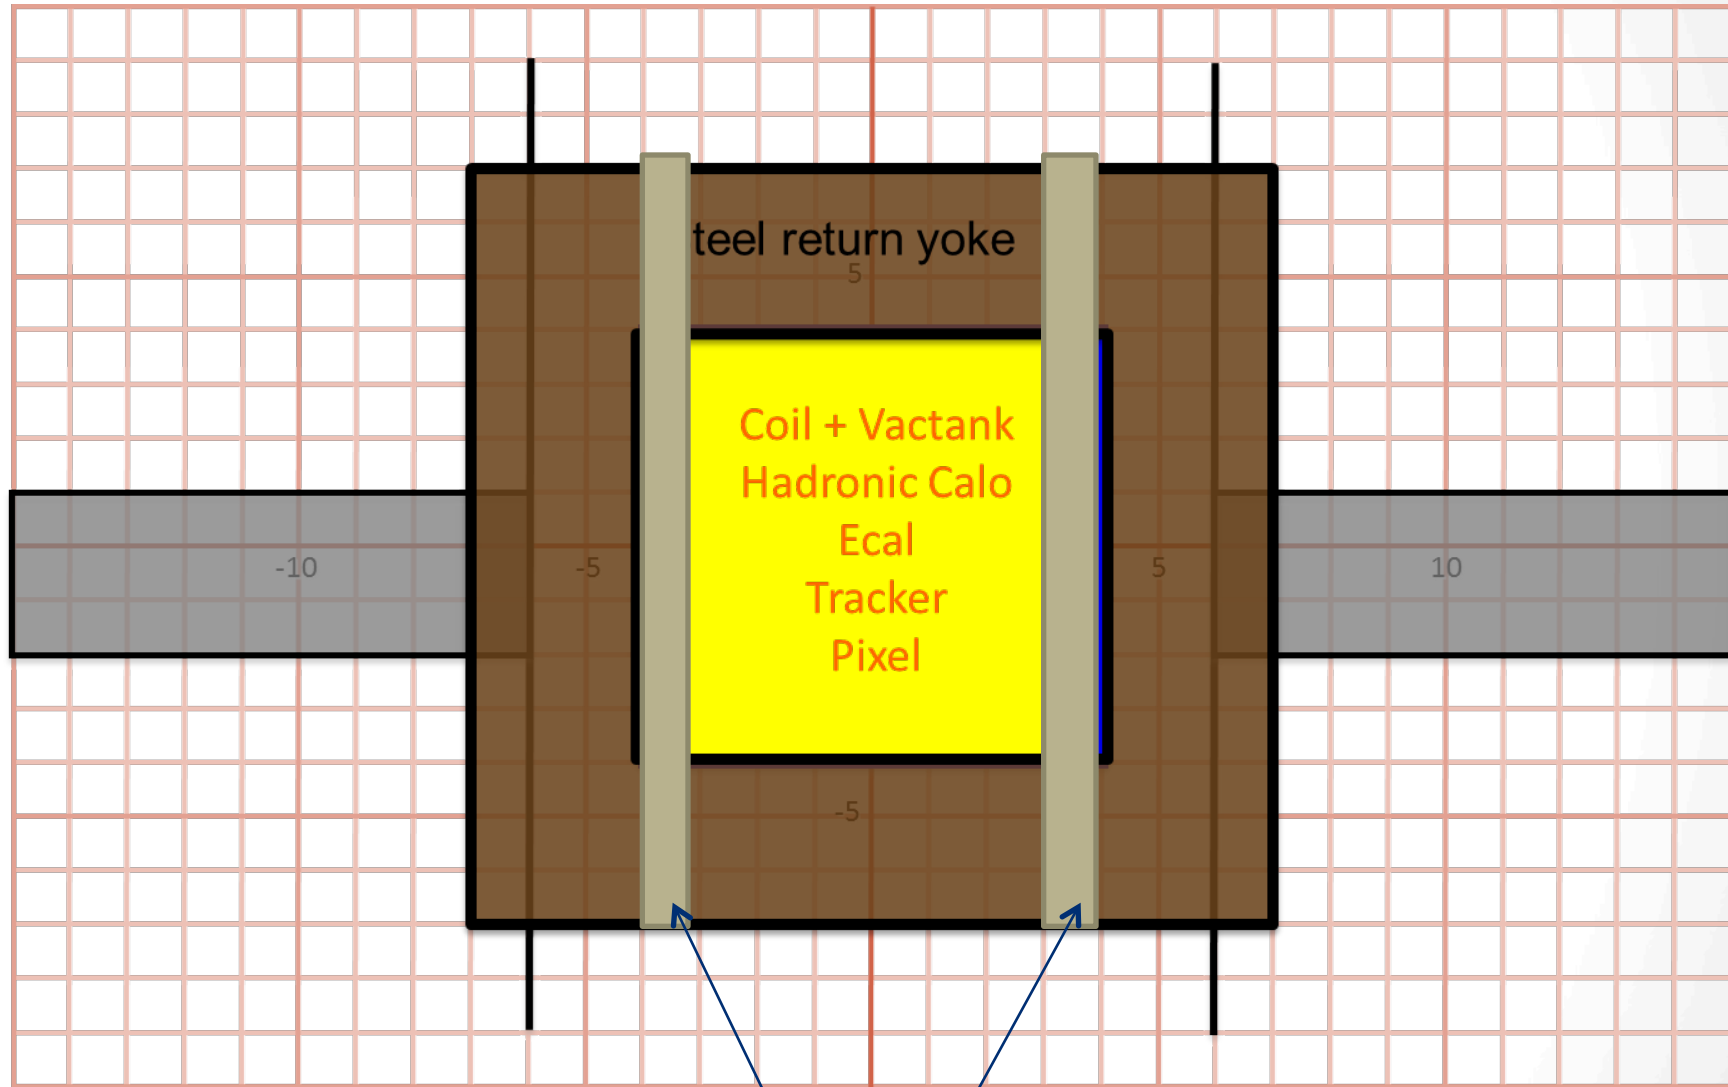 teel return yoke
5
Coil + Vactank
Hadronic Calo
Ecal
Tracker
Pixel
-10
-5
5
10
-5